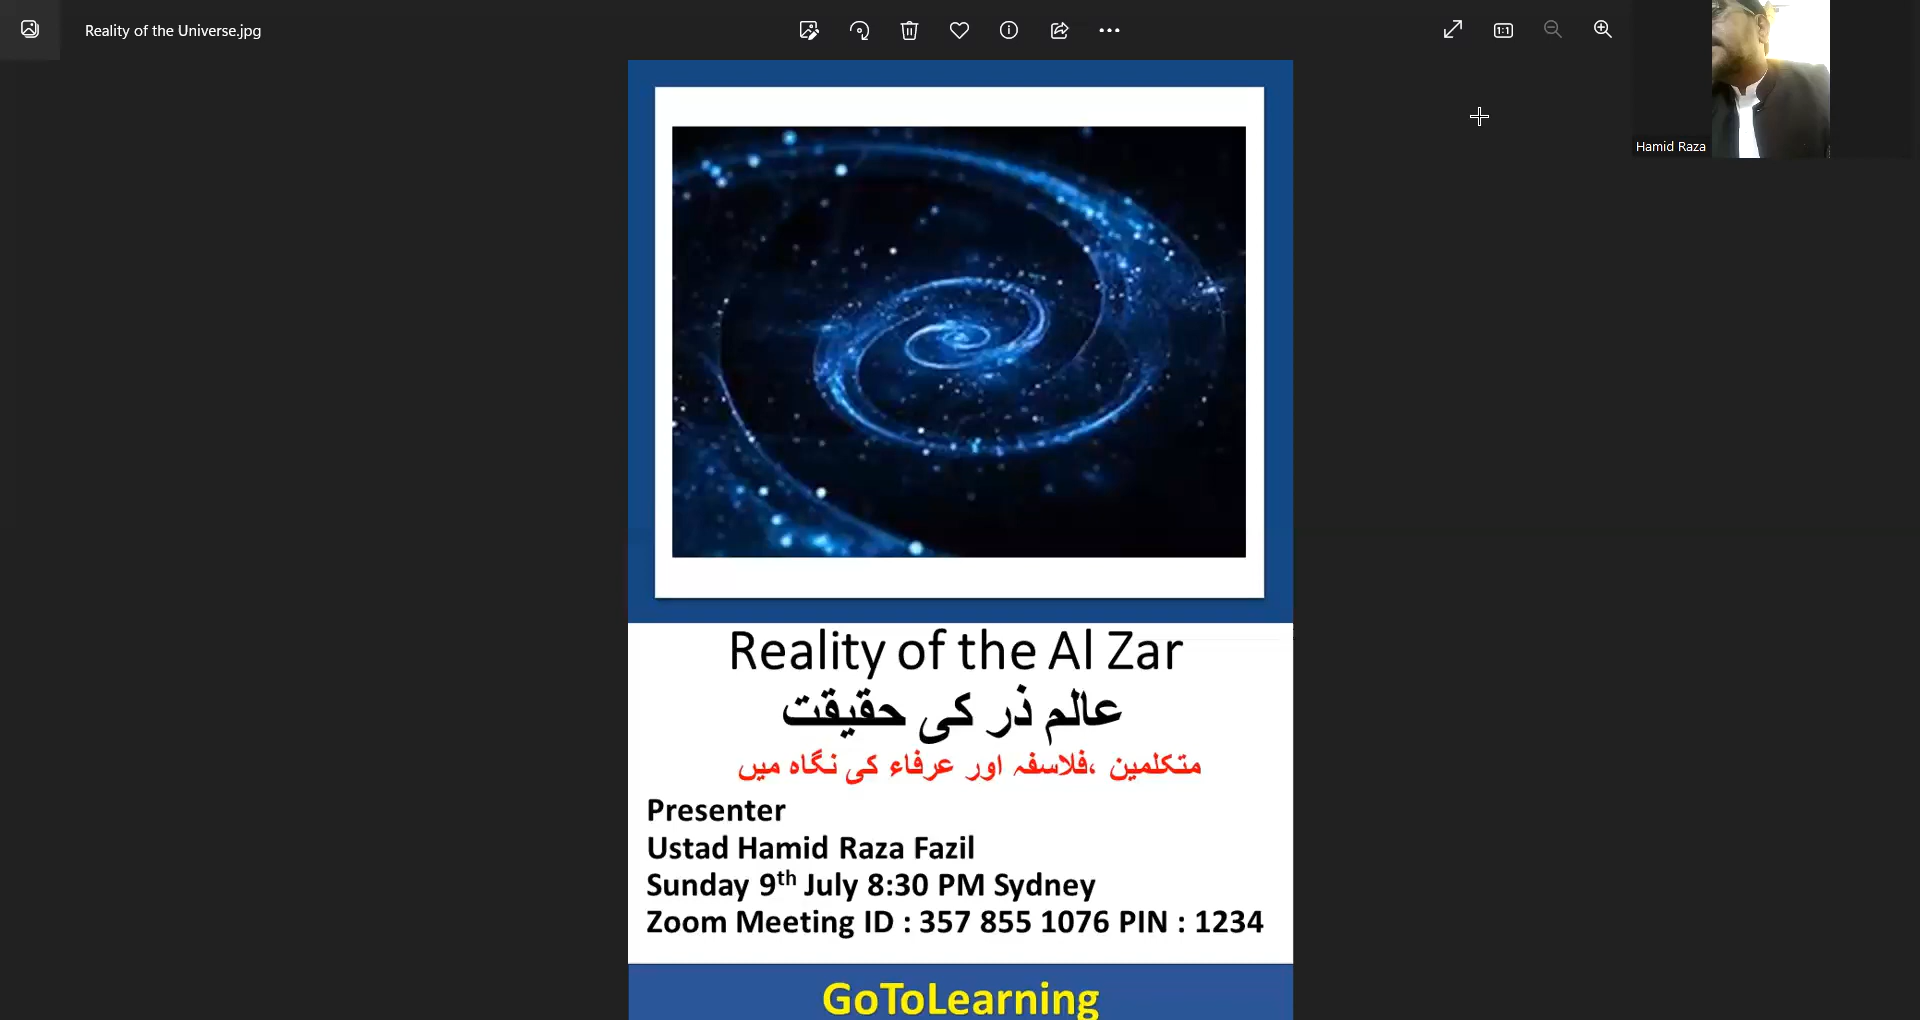 Reality of the Universe.jpg
1:1
Hamid Raza
Reality of the Al Zar
عالم ذر کی حقیقت
متکلمین ،فلاسفہ اور عرفاء کی نگاہ میں
Presenter
Ustad Hamid Raza Fazil
Sunday 9th July 8:30 PM Sydney
Zoom Meeting ID : 357 855 1076 PIN : 1234
GoToLearning